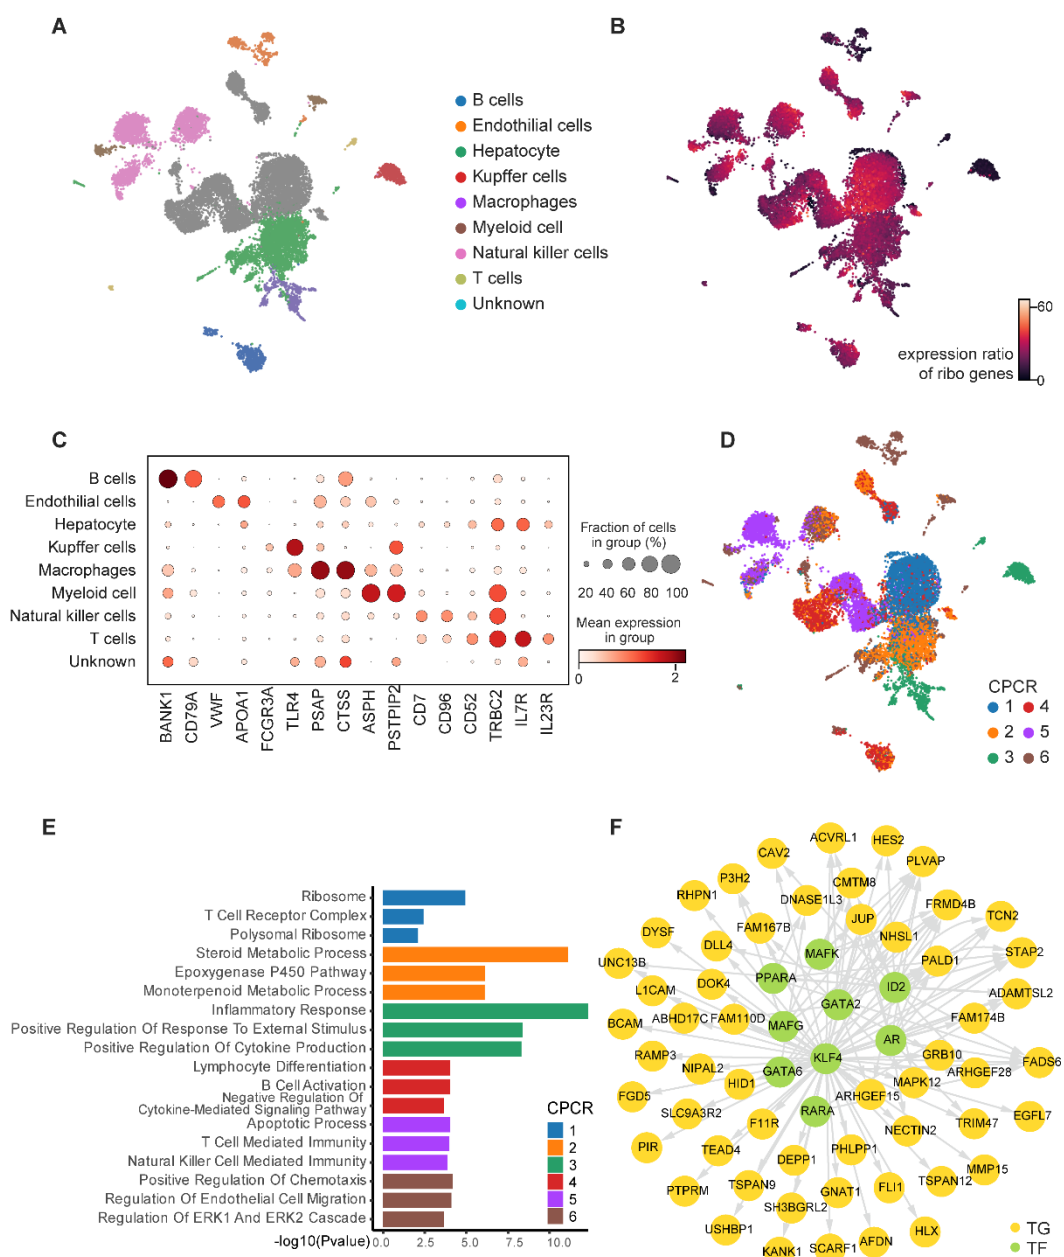 A
B cells
Endothilial cells
Hepatocyte
Kupffer cells
Macrophages
Myeloid cell
Natural killer cells
T cells
Unknown
B
60
0
expression ratio
of ribo genes
C
B cells
Endothilial cells
Hepatocyte
Kupffer cells
Macrophages
Myeloid cell
Natural killer cells
T cells
Unknown
BANK1
CD79A
VWF
APOA1
FCGR3A
TLR4
PSAP
CTSS
ASPH
PSTPIP2
CD7
CD96
CD52
TRBC2
IL7R
IL23R
Fraction of cells
in group (%)
20 40 60 80 100
Mean expression
in group
0 2
D
CPCR
1 4
2 5
3 6
E
Ribosome
T Cell Receptor Complex
Polysomal Ribosome
Steroid Metabolic Process
Epoxygenase P450 Pathway
Monoterpenoid Metabolic Process
Inflammatory Response
Positive Regulation Of Response To External Stimulus
Positive Regulation Of Cytokine Production
Lymphocyte Differentiation
B Cell Activation
Negative Regulation Of
Cytokine-Mediated Signaling Pathway
Apoptotic Process
T Cell Mediated Immunity
Natural Killer Cell Mediated Immunity
Positive Regulation Of Chemotaxis
Regulation Of Endothelial Cell Migration
Regulation Of ERK1 And ERK2 Cascade
-log10(Pvalue)
0.0 2.5 5.0 7.5 10.0
CPCR
1
2
3
4
5
6
F
ACVRL1
HES2
CAV2
PLVAP
P3H2
CMTM8
RHPN1
DNASE1L3
FRMD4B
JUP
TCN2
FAM167B
DYSF
NHSL1
DLL4
MAFK
STAP2
UNC13B
PALD1
PPARA
L1CAM
DOK4
ID2
ADAMTSL2
GATA2
BCAM
ABHD17C
FAM110D
MAFG
FAM174B
AR
RAMP3
KLF4
GRB10
FADS6
NIPAL2
GATA6
ARHGEF28
HID1
MAPK12
FGD5
ARHGEF15
SLC9A3R2
RARA
EGFL7
F11R
TRIM47
NECTIN2
PIR
TEAD4
PHLPP1
DEPP1
MMP15
TSPAN12
PTPRM
TSPAN9
GNAT1
FLI1
SH3BGRL2
USHBP1
HLX
AFDN
SCARF1
KANK1
TG
TF